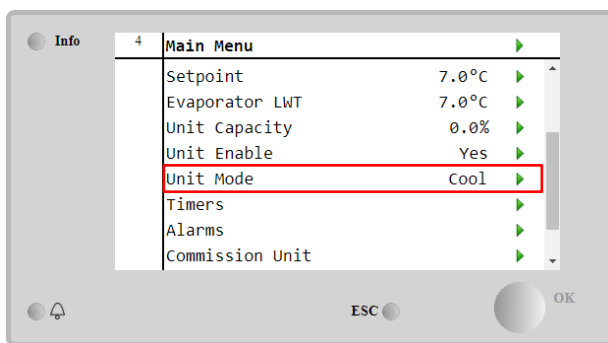 Info
4 Main Menu
Setpoint 7.0°C
Evaporator LWT 7.0°C
Unit Capacity 0.0%
Unit Enable Yes
Unit Mode Cool
Timers
Alarms
Commission Unit
ESC OK